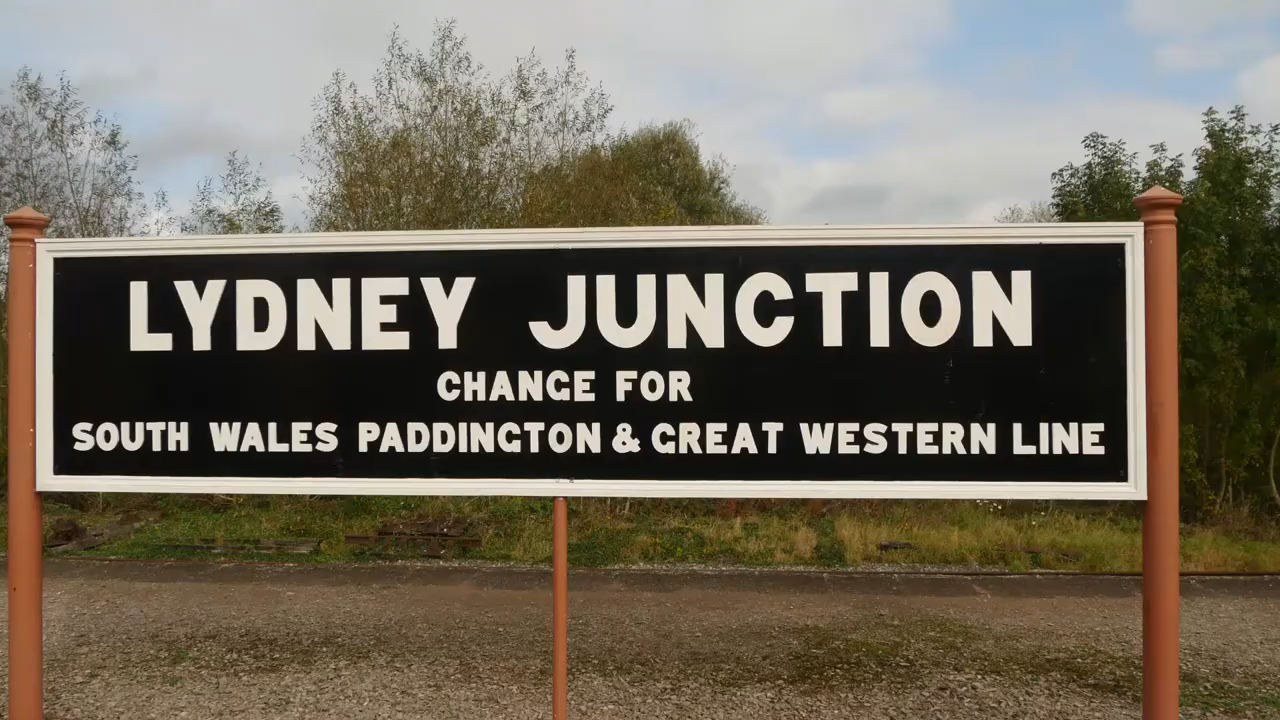 LYDNEY JUNCTION
CHANGE FOR
SOUTH WALES PADDINGTON & GREAT WESTERN LINE